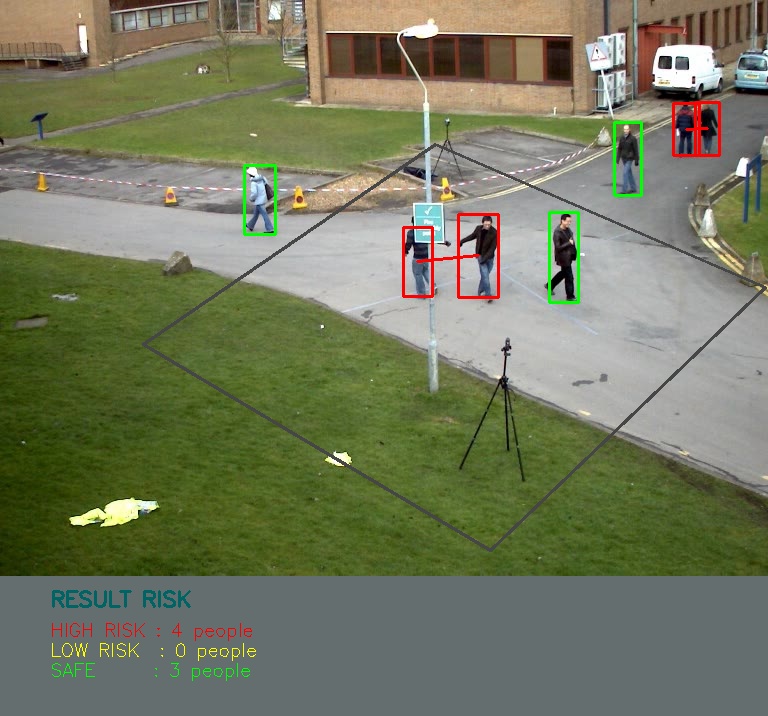 RESULT RISK
HIGH RISK : 4 people
LOW RISK : 0 people
SAFE : 3 people